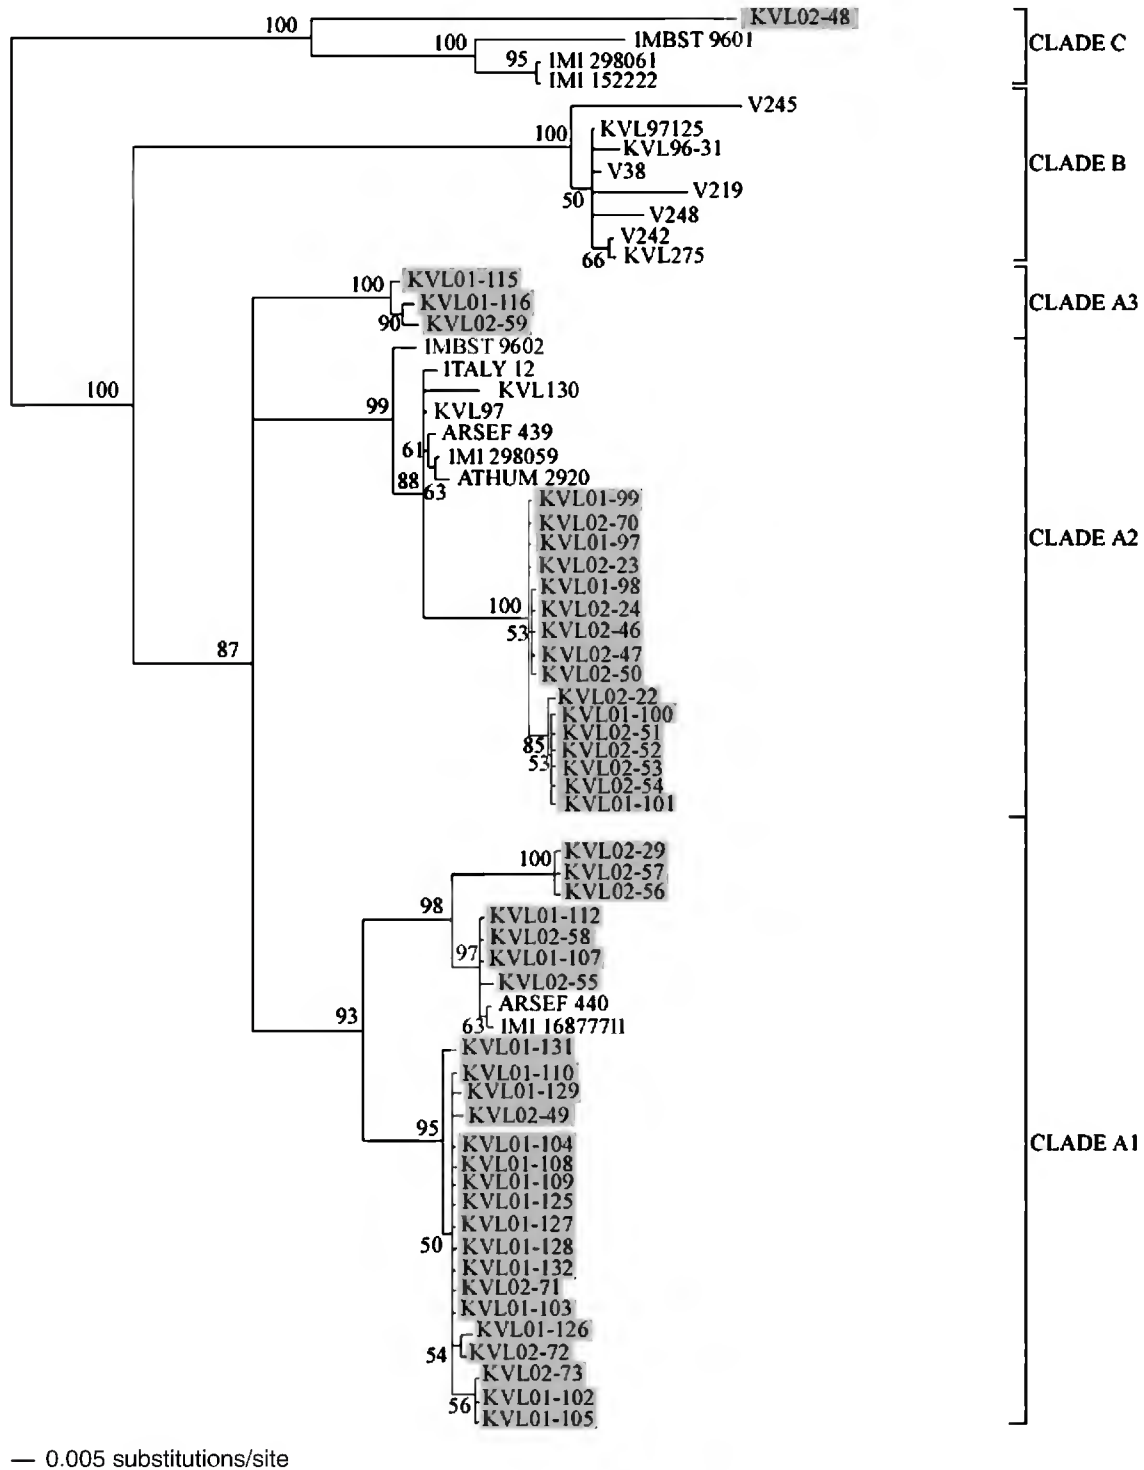 100
KVL02-48
100
IMBST 9601
95
IMI 298061
IMI 152222
CLADE C
V245
100
KVL97125
KVL96-31
V38
V219
50
V248
V242
66
KVL275
CLADE B
100
KVL01-115
KVL01-116
90
KVL02-59
CLADE A3
100
IMBST 9602
ITALY 12
KVL130
99
KVL97
ARSEF 439
61
IMI 298059
ATHUM 2920
88
63
KVL01-99
KVL02-70
KVL01-97
KVL02-23
KVL01-98
100
KVL02-24
53
KVL02-46
KVL02-47
KVL02-50
KVL02-22
KVL01-100
KVL02-51
85
KVL02-52
53
KVL02-53
KVL02-54
KVL01-101
CLADE A2
87
100
KVL02-29
KVL02-57
KVL02-56
98
KVL01-112
KVL02-58
97
KVL01-107
KVL02-55
ARSEF 440
63
IMI 16877711
93
KVL01-131
KVL01-110
KVL01-129
KVL02-49
95
KVL01-104
KVL01-108
KVL01-109
KVL01-125
KVL01-127
50
KVL01-128
KVL01-132
KVL02-71
KVL01-103
KVL01-126
54
KVL02-72
KVL02-73
56
KVL01-102
KVL01-105
CLADE A1
0.005 substitutions/site